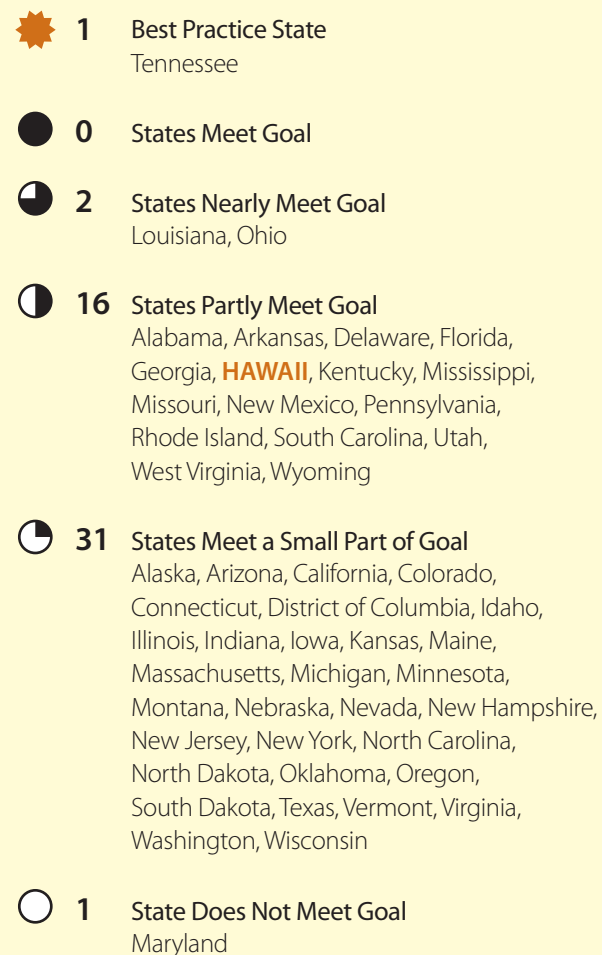 1 Best Practice State
Tennessee
0 States Meet Goal
2 States Nearly Meet Goal
Louisiana, Ohio
16 States Partly Meet Goal
Alabama, Arkansas, Delaware, Florida,
Georgia, HAWAII, Kentucky, Mississippi,
Missouri, New Mexico, Pennsylvania,
Rhode Island, South Carolina, Utah,
West Virginia, Wyoming
31 States Meet a Small Part of Goal
Alaska, Arizona, California, Colorado,
Connecticut, District of Columbia, Idaho,
Illinois, Indiana, Iowa, Kansas, Maine,
Massachusetts, Michigan, Minnesota,
Montana, Nebraska, Nevada, New Hampshire,
New Jersey, New York, North Carolina,
North Dakota, Oklahoma, Oregon,
South Dakota, Texas, Vermont, Virginia,
Washington, Wisconsin
1 State Does Not Meet Goal
Maryland